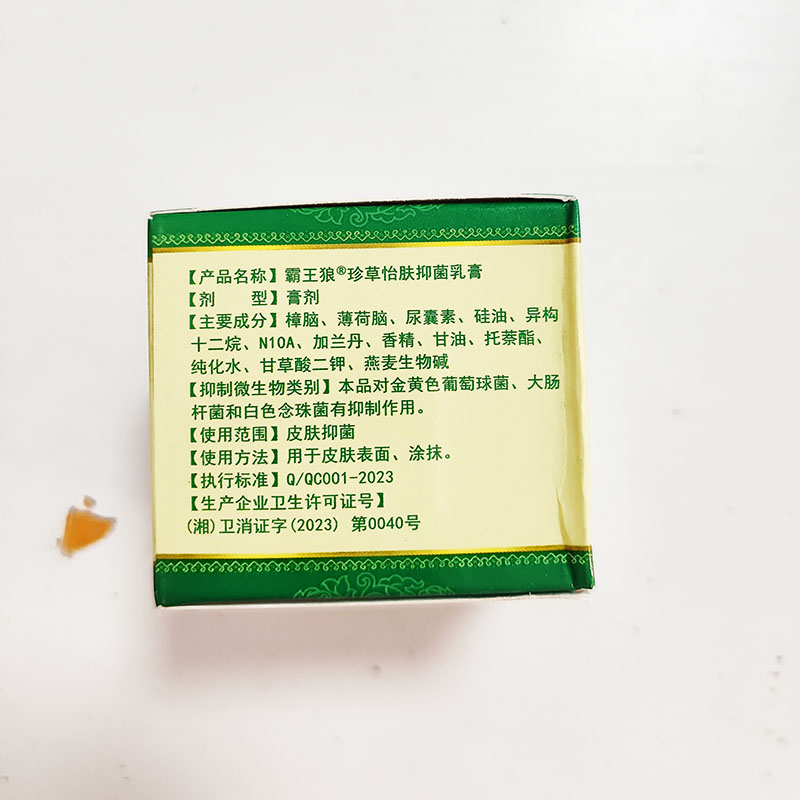 【产品名称】霸王狼®珍草怡肤抑菌乳膏
【剂 型】膏剂
【主要成分】樟脑、薄荷脑、尿囊素、硅油、异构
十二烷、N10A、加兰丹、香精、甘油、托萘酯、
纯化水、甘草酸二钾、燕麦生物碱
【抑制微生物类别】本品对金黄色葡萄球菌、大肠
杆菌和白色念珠菌有抑制作用。
【使用范围】皮肤抑菌
【使用方法】用于皮肤表面、涂抹。
【执行标准】Q/QC001-2023
【生产企业卫生许可证号】
(湘)卫消证字(2023) 第0040号